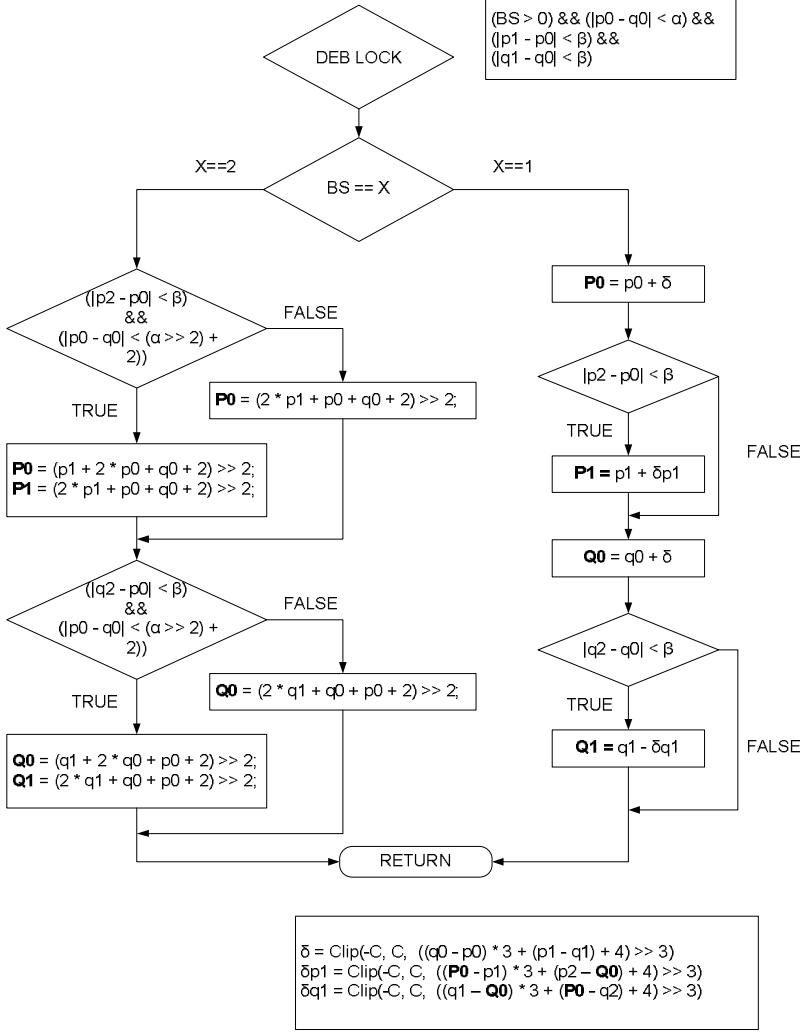 DEB LOCK
(BS > 0) && (|p0 - q0| < α) &&
(|p1 - p0| < β) &&
(|q1 - q0| < β)
X==2
BS == X
X==1
(|p2 - p0| < β)
&&
(|p0 - q0| < (α >> 2) +
2))
FALSE
TRUE
P0 = (2 * p1 + p0 + q0 + 2) >> 2;
P0 = (p1 + 2 * p0 + q0 + 2) >> 2;
P1 = (2 * p1 + p0 + q0 + 2) >> 2;
(|q2 - p0| < β)
&&
(|p0 - q0| < (α >> 2) +
2))
FALSE
TRUE
Q0 = (2 * q1 + q0 + p0 + 2) >> 2;
Q0 = (q1 + 2 * q0 + p0 + 2) >> 2;
Q1 = (2 * q1 + q0 + p0 + 2) >> 2;
P0 = p0 + δ
|p2 - p0| < β
TRUE
FALSE
P1 = p1 + δp1
Q0 = q0 + δ
|q2 - q0| < β
TRUE
FALSE
Q1 = q1 - δq1
RETURN
δ = Clip(-C, C, ((q0 - p0) * 3 + (p1 - q1) + 4) >> 3)
δp1 = Clip(-C, C, ((P0 - p1) * 3 + (p2 – Q0) + 4) >> 3)
δq1 = Clip(-C, C, ((q1 – Q0) * 3 + (P0 - q2) + 4) >> 3)